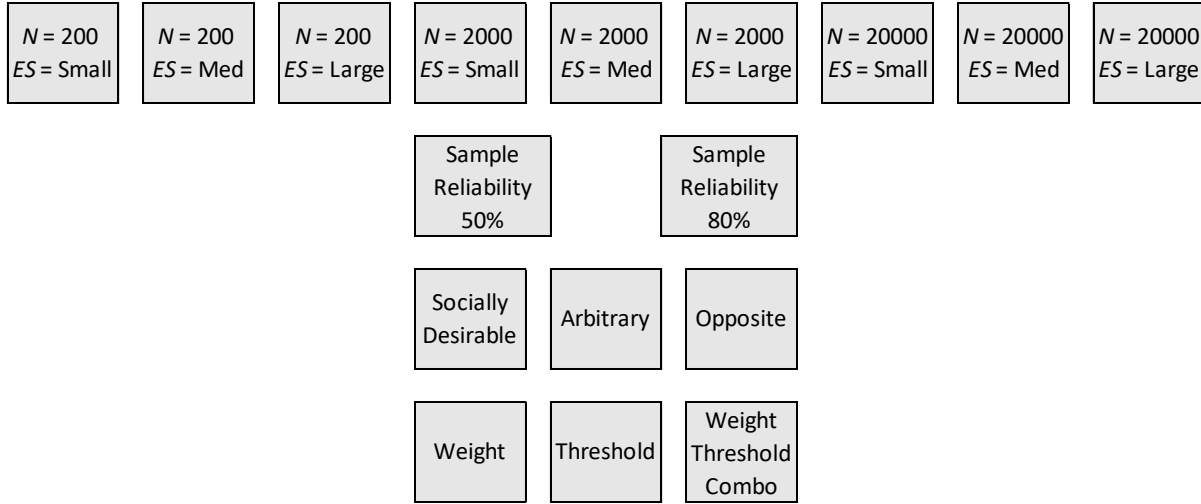 N = 200
ES = Small
N = 200
ES = Med
N = 200
ES = Large
N = 2000
ES = Small
N = 2000
ES = Med
N = 2000
ES = Large
N = 20000
ES = Small
N = 20000
ES = Med
N = 20000
ES = Large
Sample
Reliability
50%
Sample
Reliability
80%
Socially
Desirable
Arbitrary
Opposite
Weight
Threshold
Weight
Threshold
Combo